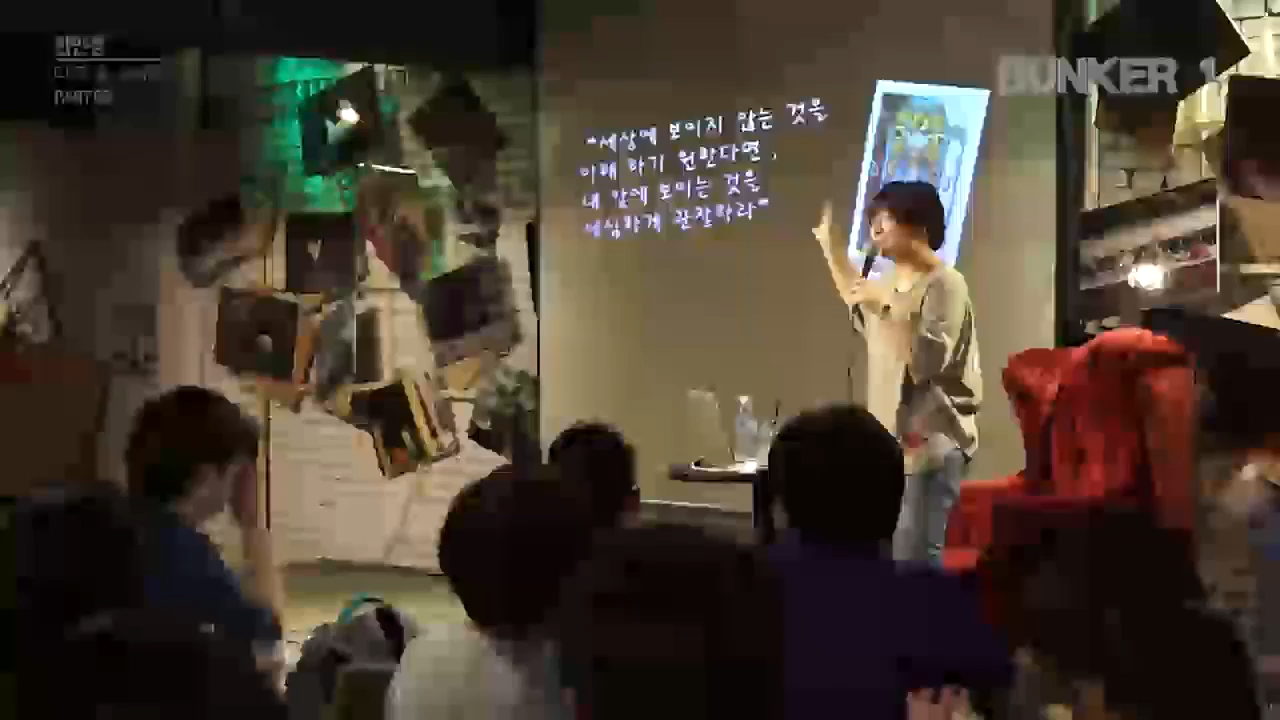 BUNKER 1
"세상에 보이지 않는 것을
이해 하기 원한다면,
내 앞에 보이는 것을
세심하게 관찰하라"